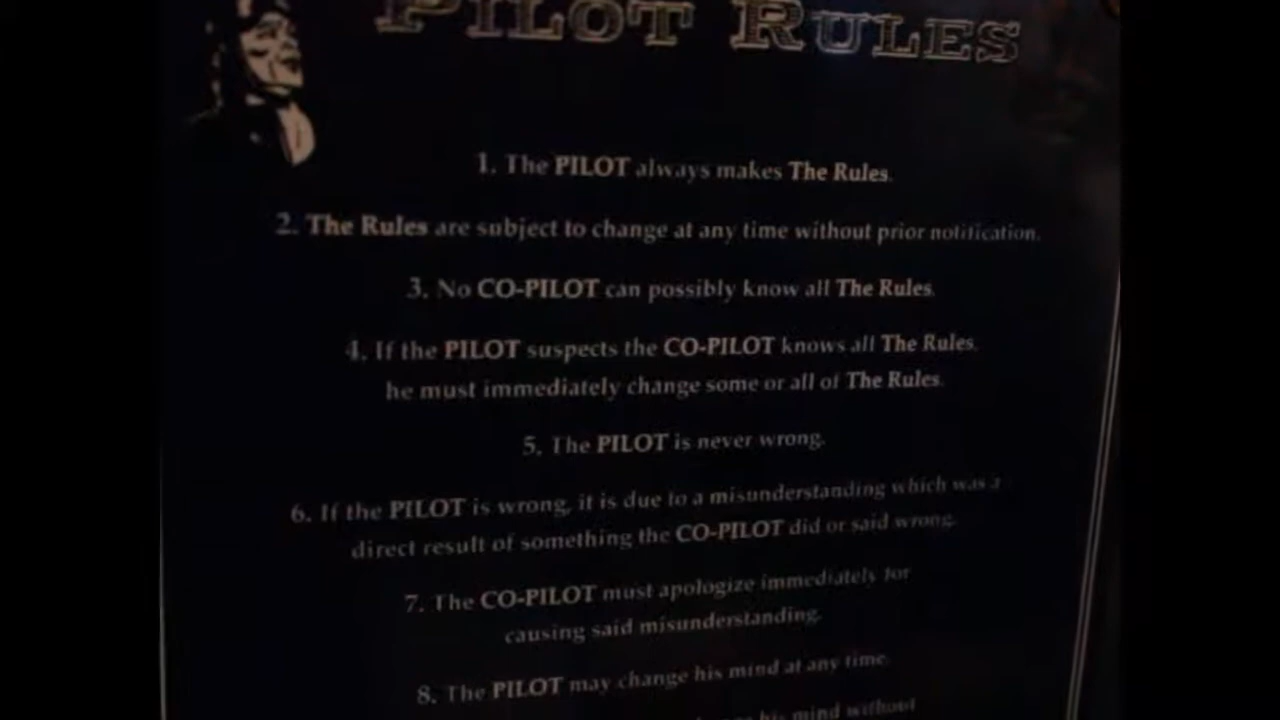 PILOT RULES
1. The PILOT always makes The Rules.
2. The Rules are subject to change at any time without prior notification.
3. No CO-PILOT can possibly know all The Rules.
4. If the PILOT suspects the CO-PILOT knows all The Rules,
he must immediately change some or all of The Rules.
5. The PILOT is never wrong.
6. If the PILOT is wrong, it is due to a misunderstanding which was a
direct result of something the CO-PILOT did or said wrong.
7. The CO-PILOT must apologize immediately for
causing said misunderstanding.
8. The PILOT may change his mind at any time.
his mind without